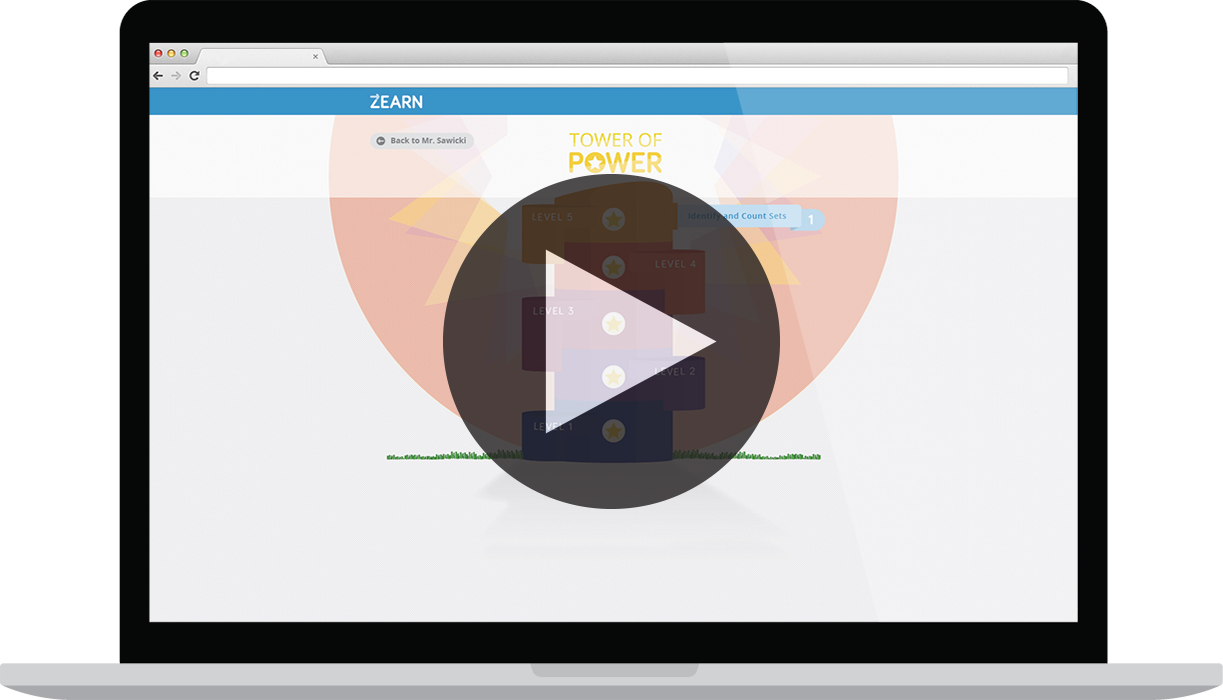 ZEARN
Back to Mr. Sawicki
TOWER OF
POWER
LEVEL 5
Identify and Count Sets
1
LEVEL 4
LEVEL 3
LEVEL 2
LEVEL 1